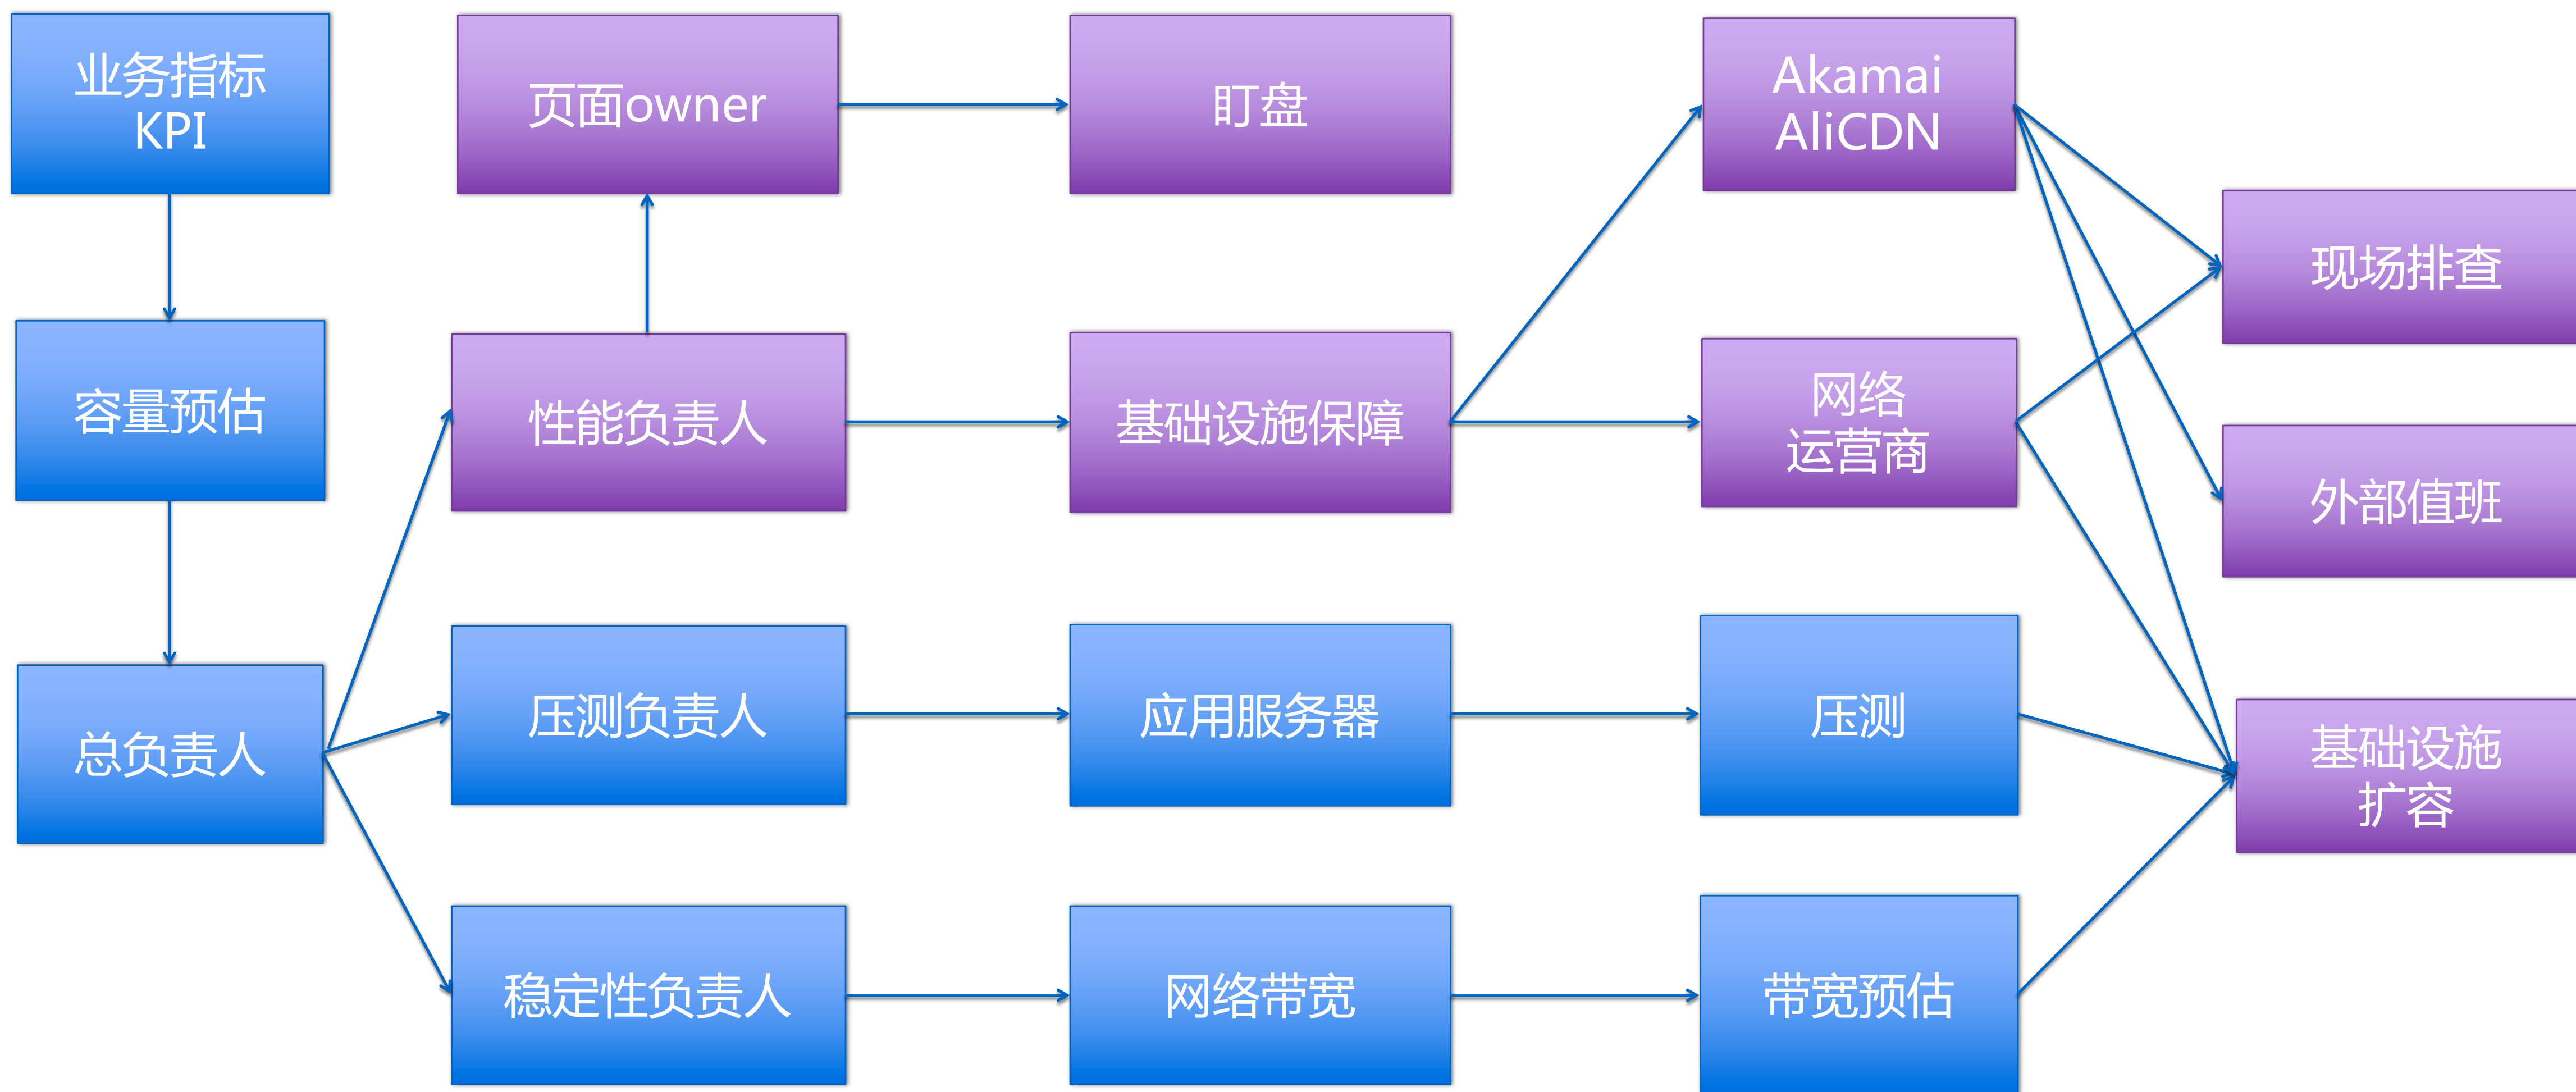 业务指标
KPI
页面owner
盯盘
Akamai
AliCDN
现场排查
容量预估
性能负责人
基础设施保障
网络
运营商
外部值班
总负责人
压测负责人
应用服务器
压测
基础设施
扩容
稳定性负责人
网络带宽
带宽预估